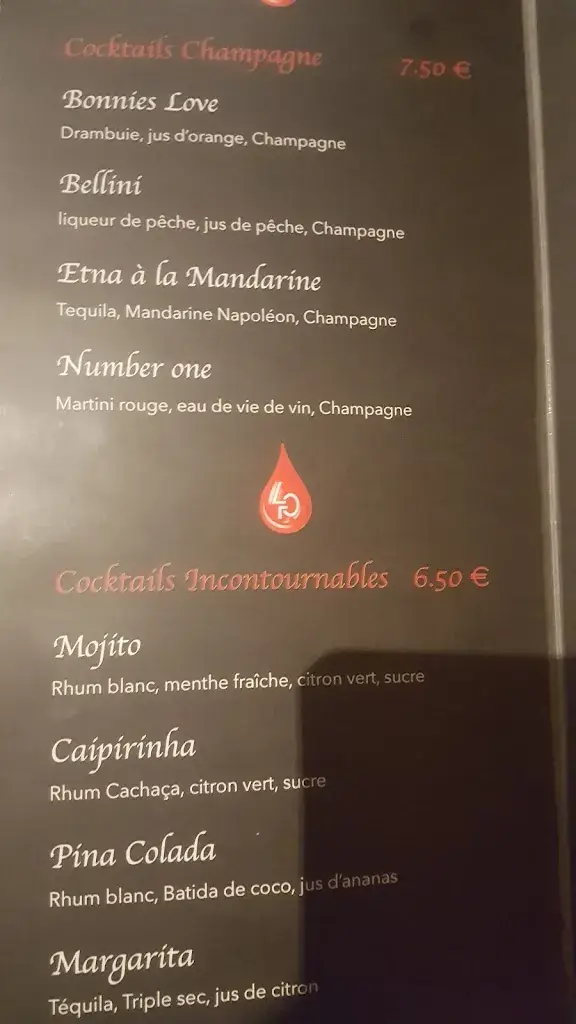 Cocktails Champagne 7.50 €
Bonnies Love
Drambuie, jus d'orange, Champagne
Bellini
liqueur de pêche, jus de pêche, Champagne
Etna à la Mandarine
Tequila, Mandarine Napoléon, Champagne
Number one
Martini rouge, eau de vie de vin, Champagne
Cocktails Incontournables 6.50 €
Mojito
Rhum blanc, menthe fraîche, citron vert, sucre
Caipirinha
Rhum Cachaça, citron vert, sucre
Pina Colada
Rhum blanc, Batida de coco, jus d'ananas
Margarita
Téquila, Triple sec, jus de citron